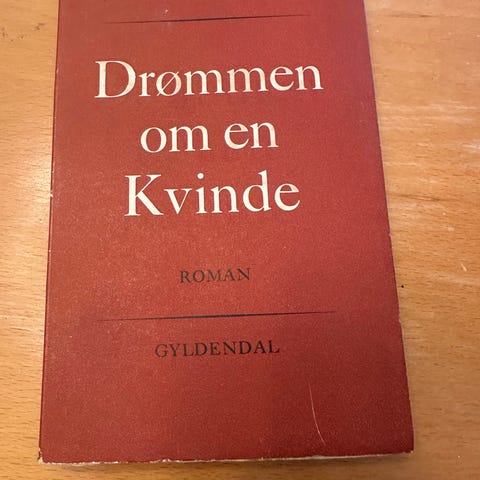 Drømmen
om en
Kvinde
ROMAN
GYLDENDAL